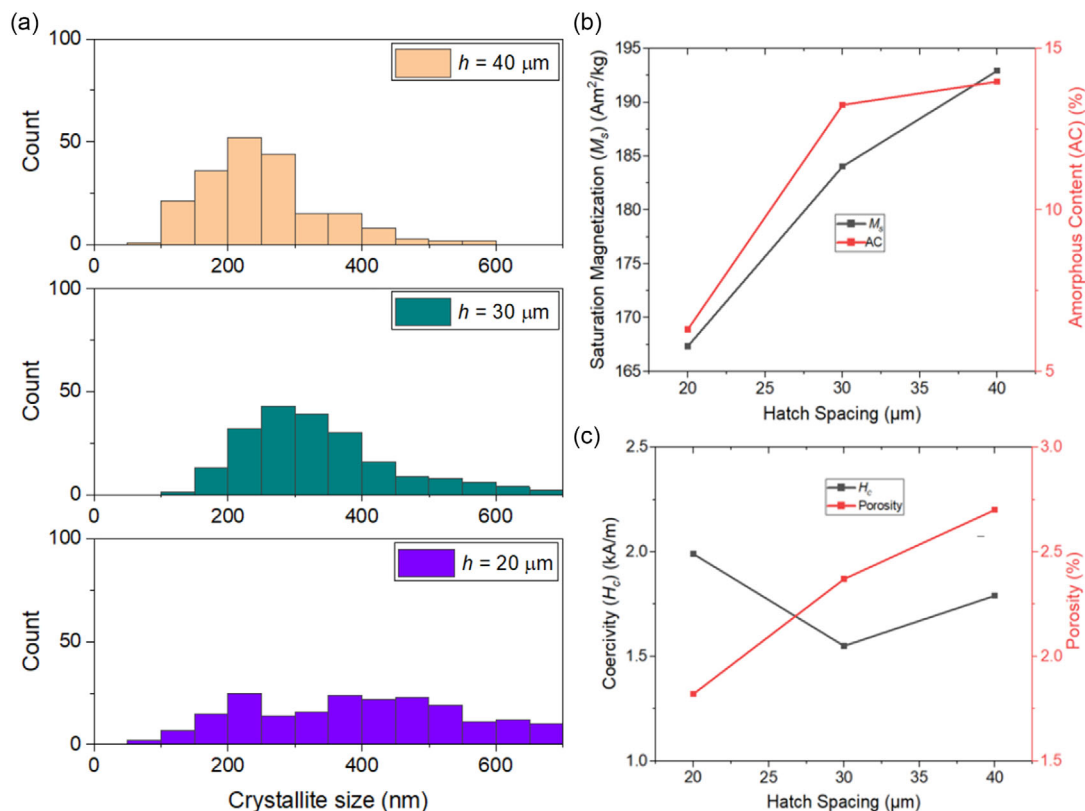 (a)
100
50
0
Count
h = 40 μm
0 200 400 600
100
50
0
Count
h = 30 μm
0 200 400 600
100
50
0
Count
h = 20 μm
0 200 400 600
Crystallite size (nm)
(b)
195
190
185
180
175
170
165
Saturation Magnetization (Ms) (Am²/kg)
Ms
AC
15
10
5
Amorphous Content (AC) (%)
20 25 30 35 40
Hatch Spacing (μm)
(c)
2.5
2.0
1.5
1.0
Coercivity (Hc) (kA/m)
Hc
Porosity
3.0
2.5
2.0
1.5
Porosity (%)
20 25 30 35 40
Hatch Spacing (μm)